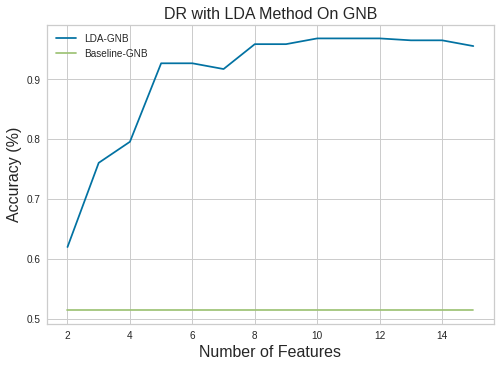 DR with LDA Method On GNB
LDA-GNB
Baseline-GNB
Accuracy (%)
0.9
0.8
0.7
0.6
0.5
2 4 6 8 10 12 14
Number of Features